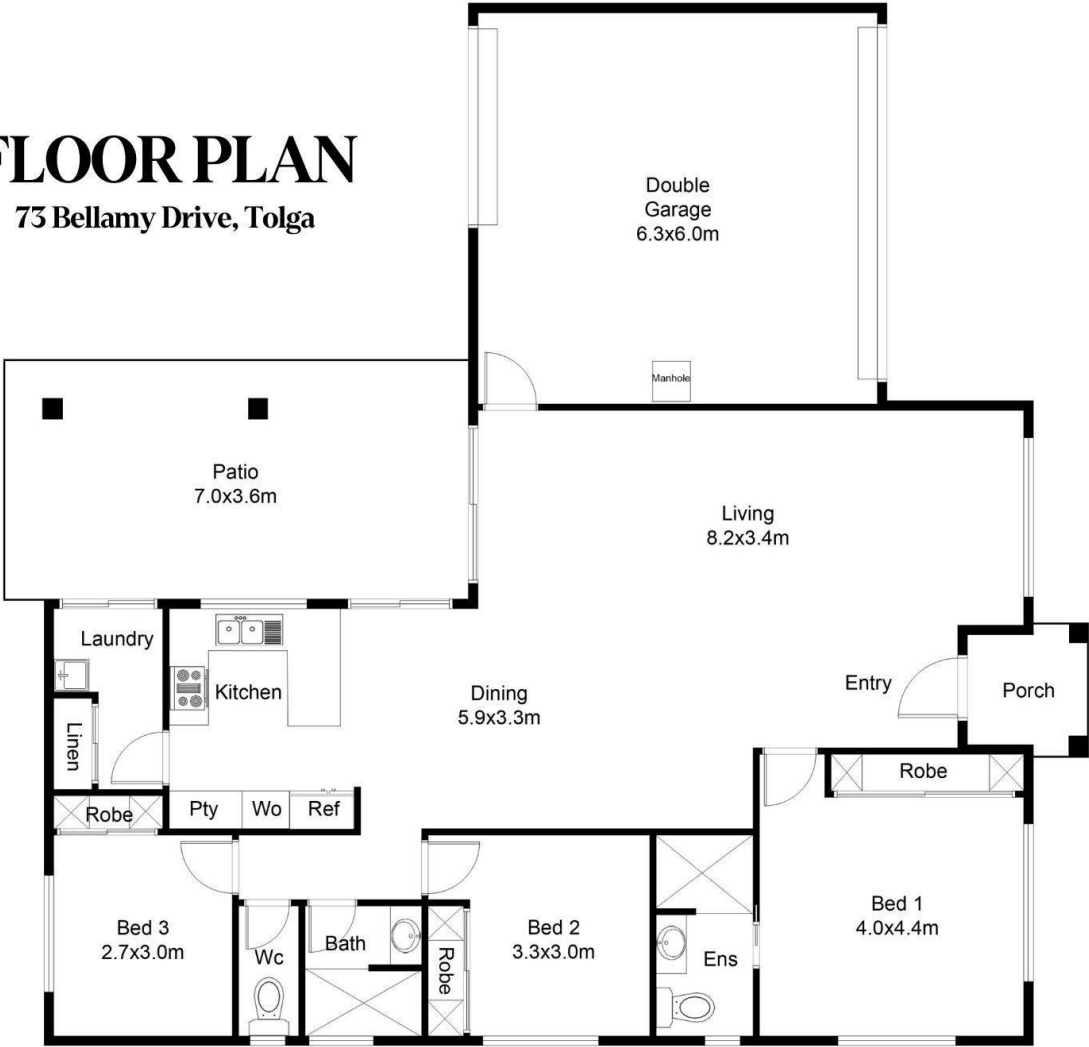 FLOOR PLAN
73 Bellamy Drive, Tolga
Double
Garage
6.3x6.0m
Manhole
Patio
7.0x3.6m
Living
8.2x3.4m
Laundry
Kitchen
Dining
5.9x3.3m
Entry
Porch
Linen
Robe
Pty
Wo
Ref
Robe
Bed 3
2.7x3.0m
Wc
Bath
Robe
Bed 2
3.3x3.0m
Ens
Bed 1
4.0x4.4m